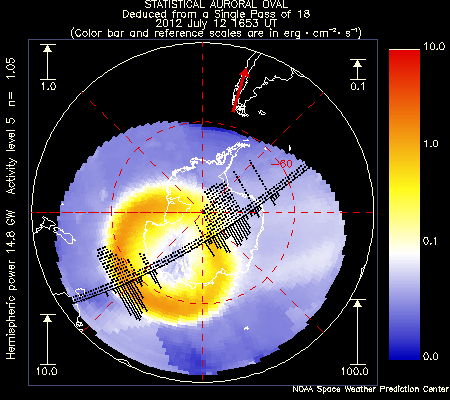 STATISTICAL AURORAL OVAL
Deduced from a Single Pass of 18
2012 July 12 1653 UT
(Color bar and reference scales are in erg·cm⁻²·s⁻¹)
1.0
0.1
10.0
1.0
0.1
0.0
-60
Hemispheric power 14.8 GW Activity level 5 n= 1.05
10.0
100.0
NOAA Space Weather Prediction Center